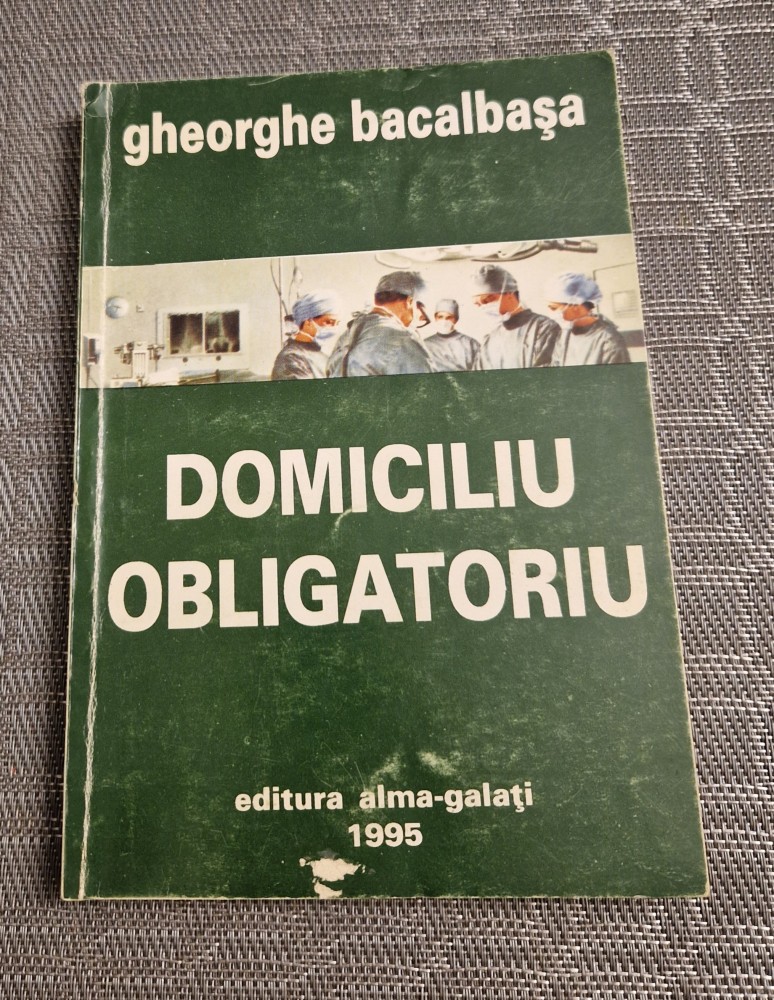 gheorghe bacalbaşa
DOMICILIU
OBLIGATORIU
editura alma-galaţi
1995